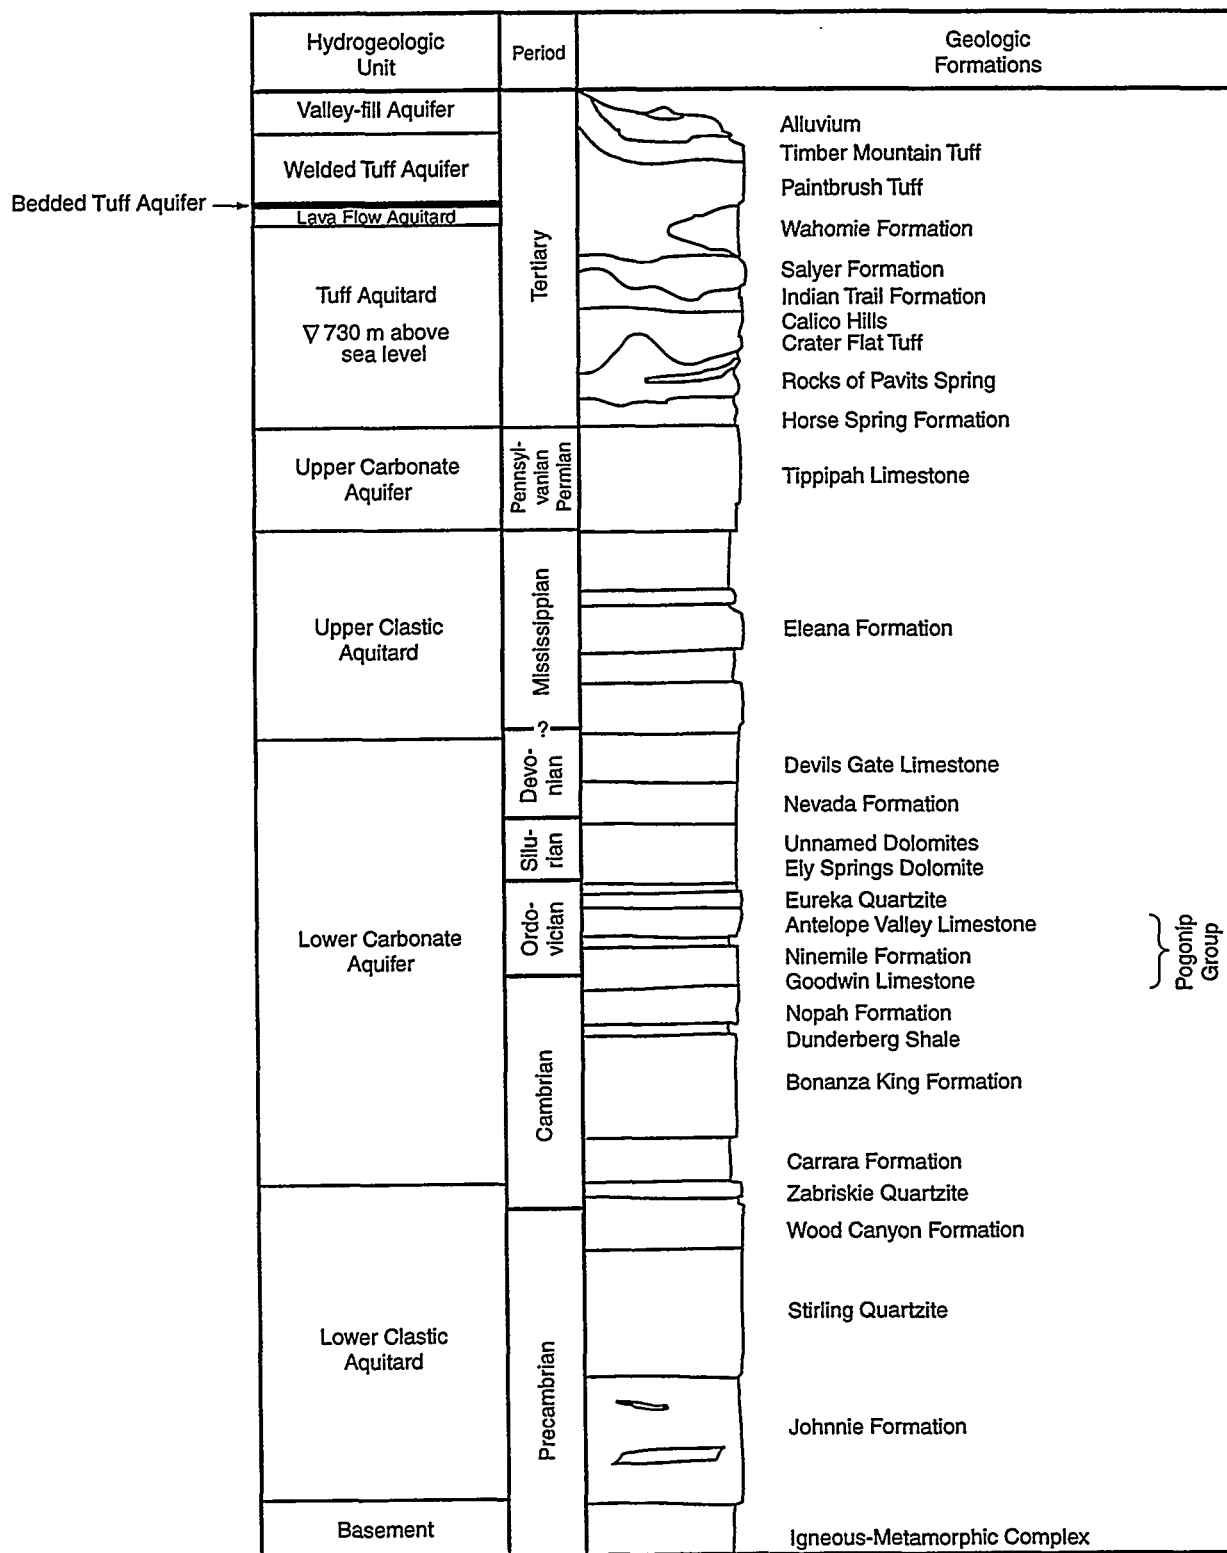 Hydrogeologic
Unit
Period
Geologic
Formations
Valley-fill Aquifer
Welded Tuff Aquifer
Bedded Tuff Aquifer
Lava Flow Aquitard
Tuff Aquitard
∇ 730 m above
sea level
Upper Carbonate
Aquifer
Upper Clastic
Aquitard
Lower Carbonate
Aquifer
Lower Clastic
Aquitard
Basement
Tertiary
Pennsyl-
vanian
Permian
Mississippian
?
Devo-
nian
Silu-
rian
Ordo-
vician
Cambrian
Precambrian
Alluvium
Timber Mountain Tuff
Paintbrush Tuff
Wahomie Formation
Salyer Formation
Indian Trail Formation
Calico Hills
Crater Flat Tuff
Rocks of Pavits Spring
Horse Spring Formation
Tippipah Limestone
Eleana Formation
Devils Gate Limestone
Nevada Formation
Unnamed Dolomites
Ely Springs Dolomite
Eureka Quartzite
Antelope Valley Limestone
Ninemile Formation
Goodwin Limestone
Pogonip
Group
Nopah Formation
Dunderberg Shale
Bonanza King Formation
Carrara Formation
Zabriskie Quartzite
Wood Canyon Formation
Stirling Quartzite
Johnnie Formation
Igneous-Metamorphic Complex